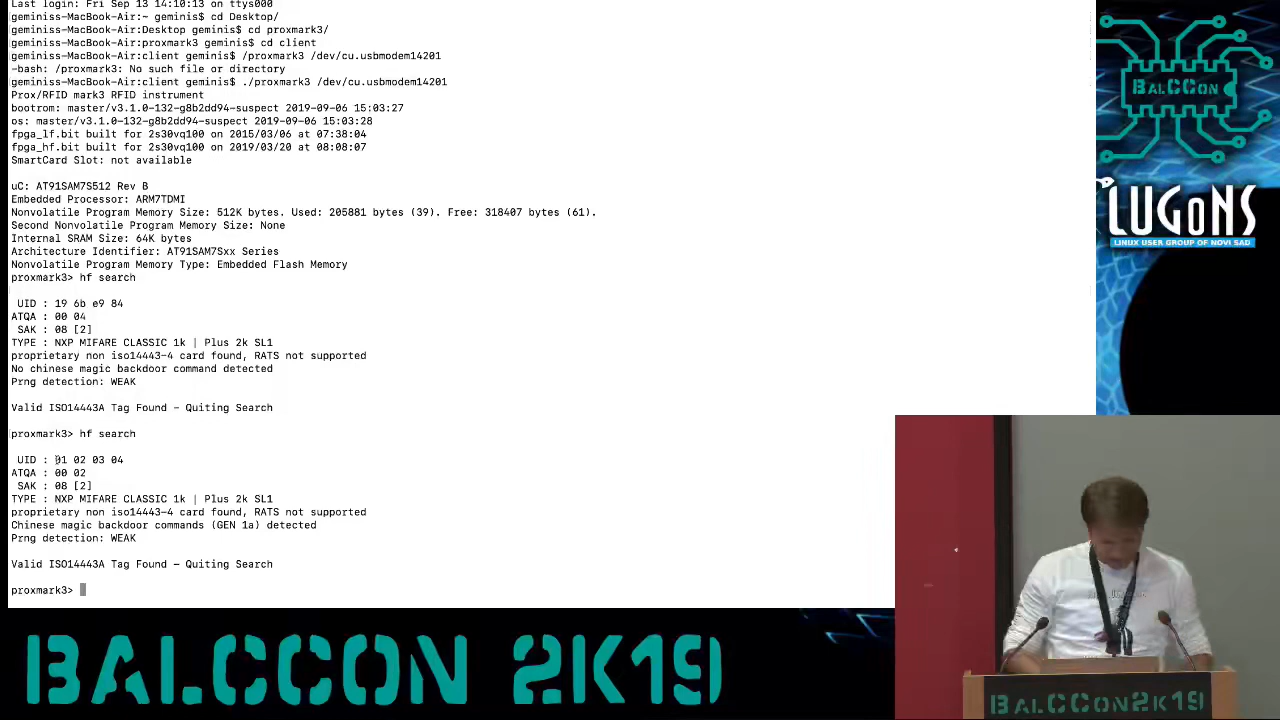 Last login: Fri Sep 13 14:10:13 on ttys000
geminiss-MacBook-Air:~ geminis$ cd Desktop/
geminiss-MacBook-Air:Desktop geminis$ cd proxmark3/
geminiss-MacBook-Air:proxmark3 geminis$ cd client
geminiss-MacBook-Air:client geminis$ /proxmark3 /dev/cu.usbmodem14201
-bash: /proxmark3: No such file or directory
geminiss-MacBook-Air:client geminis$ ./proxmark3 /dev/cu.usbmodem14201
Prox/RFID mark3 RFID instrument
bootrom: master/v3.1.0-132-g8b2dd94-suspect 2019-09-06 15:03:27
os: master/v3.1.0-132-g8b2dd94-suspect 2019-09-06 15:03:28
fpga_lf.bit built for 2s30vq100 on 2015/03/06 at 07:38:04
fpga_hf.bit built for 2s30vq100 on 2019/03/20 at 08:08:07
SmartCard Slot: not available
uC: AT91SAM7S512 Rev B
Embedded Processor: ARM7TDMI
Nonvolatile Program Memory Size: 512K bytes. Used: 205881 bytes (39). Free: 318407 bytes (61).
Second Nonvolatile Program Memory Size: None
Internal SRAM Size: 64K bytes
Architecture Identifier: AT91SAM7Sxx Series
Nonvolatile Program Memory Type: Embedded Flash Memory
proxmark3> hf search
UID : 19 6b e9 84
ATQA : 00 04
SAK : 08 [2]
TYPE : NXP MIFARE CLASSIC 1k | Plus 2k SL1
proprietary non iso14443-4 card found, RATS not supported
No chinese magic backdoor command detected
Prng detection: WEAK
Valid ISO14443A Tag Found - Quiting Search
proxmark3> hf search
UID : 01 02 03 04
ATQA : 00 02
SAK : 08 [2]
TYPE : NXP MIFARE CLASSIC 1k | Plus 2k SL1
proprietary non iso14443-4 card found, RATS not supported
Chinese magic backdoor commands (GEN 1a) detected
Prng detection: WEAK
Valid ISO14443A Tag Found - Quiting Search
proxmark3>
BALCCON
LUGONS
LINUX USER GROUP OF NOVI SAD
BALCCON 2K19
BALCCON2K19